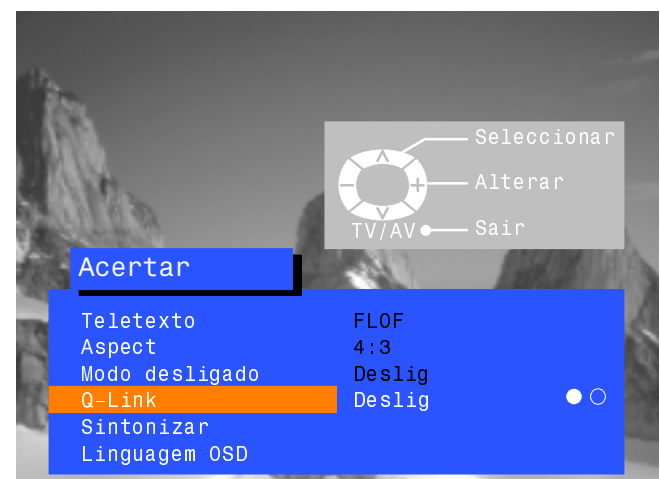 Seleccionar
Alterar
TV/AV Sair
Acertar
Teletexto FLOF
Aspect 4:3
Modo desligado Deslig
Q-Link Deslig
Sintonizar
Linguagem OSD